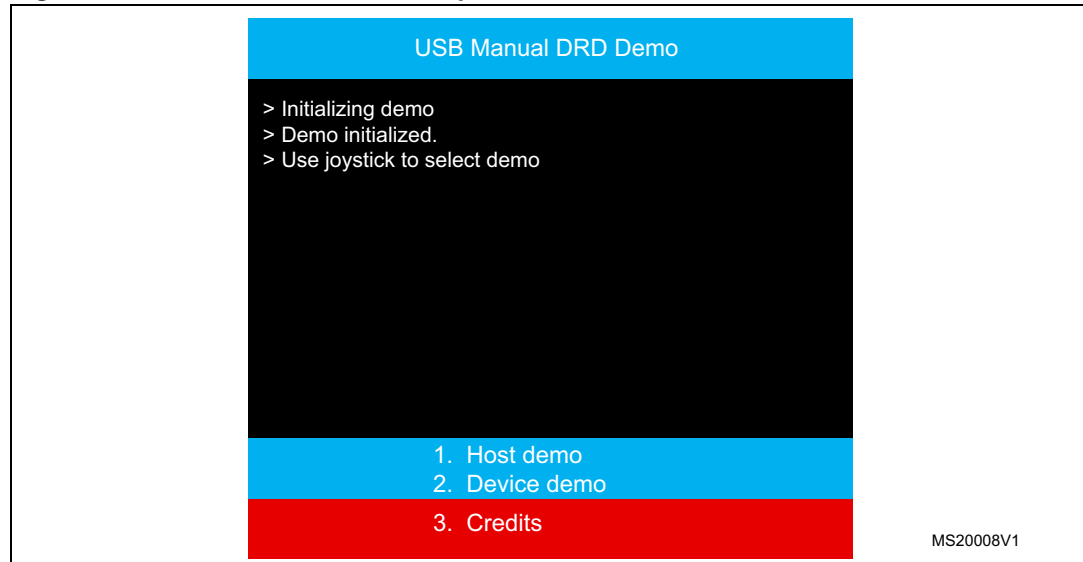 USB Manual DRD Demo
> Initializing demo
> Demo initialized.
> Use joystick to select demo
1. Host demo
2. Device demo
3. Credits
MS20008V1